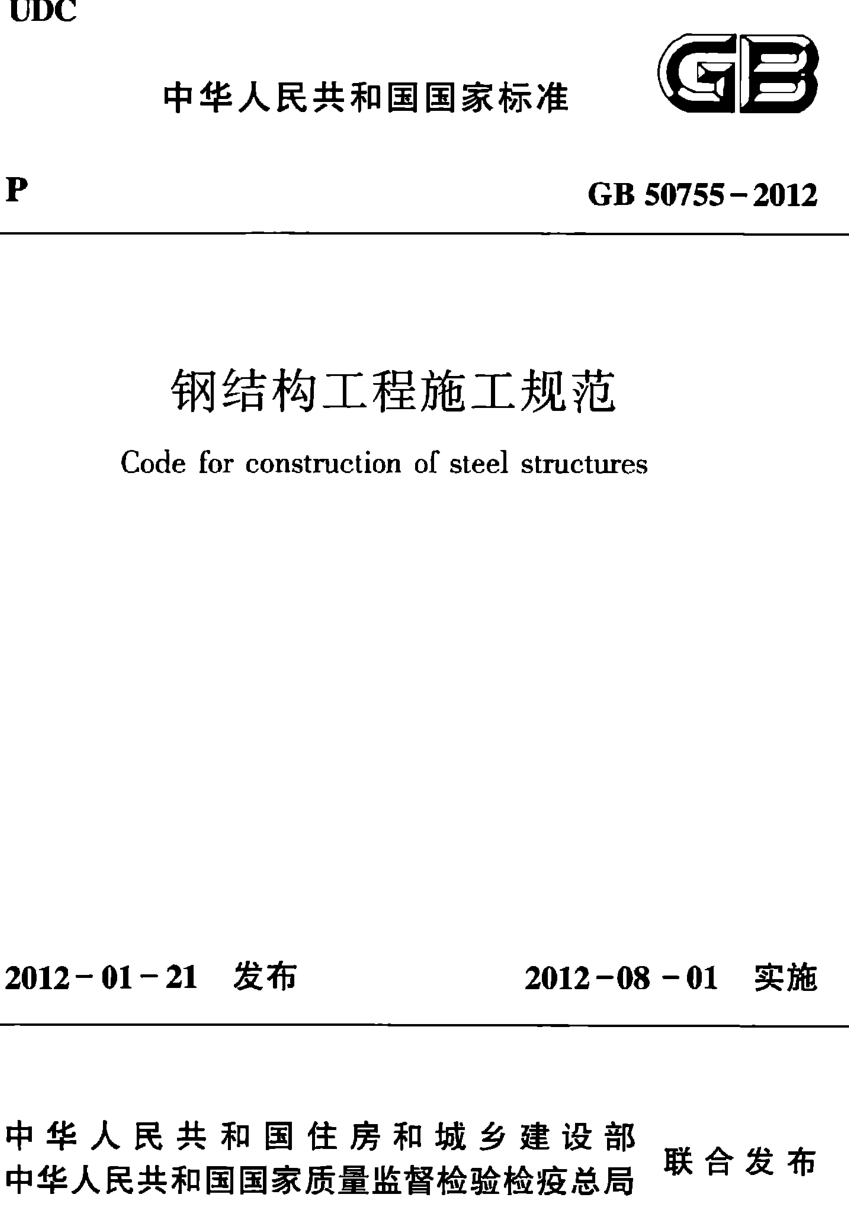 UDC
中华人民共和国国家标准
GB
P
GB 50755-2012
钢结构工程施工规范
Code for construction of steel structures
2012-01-21 发布
2012-08-01 实施
中华人民共和国住房和城乡建设部
中华人民共和国国家质量监督检验检疫总局
联合发布